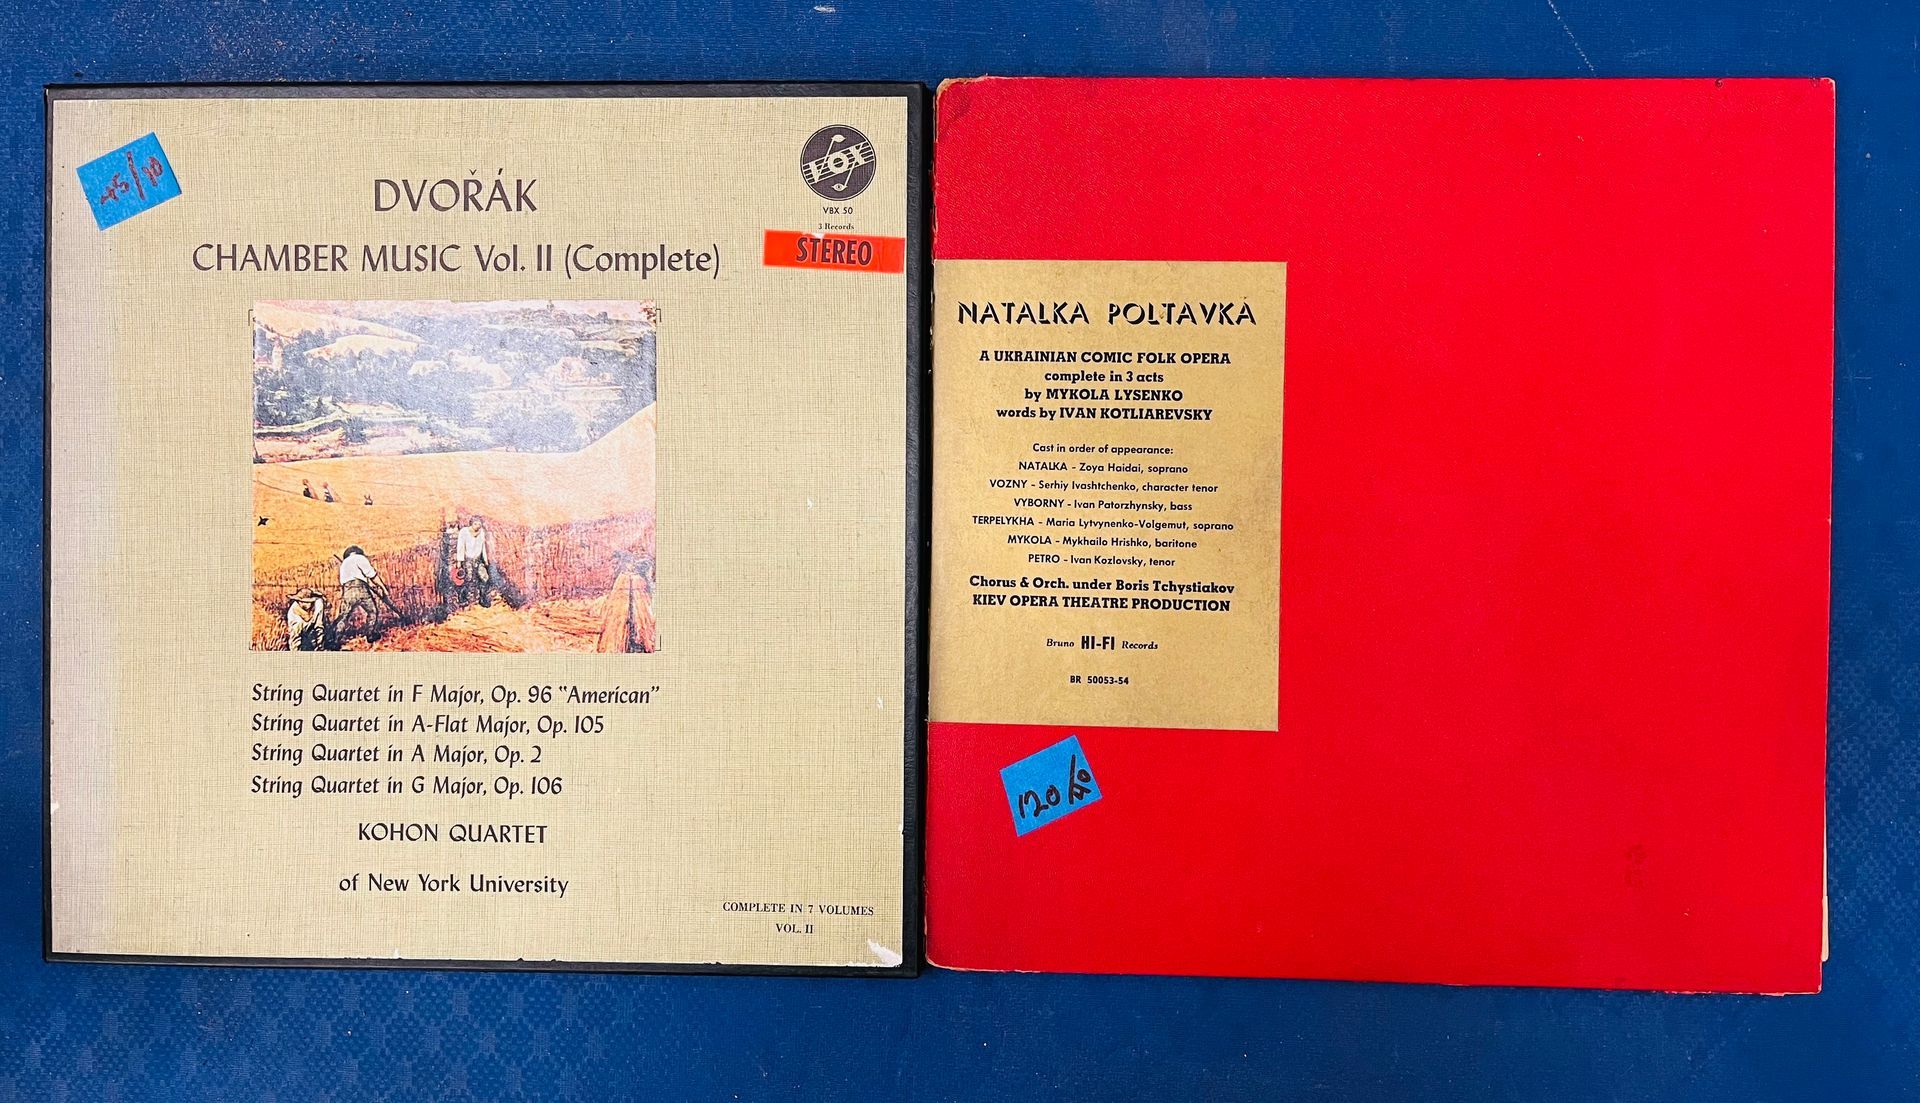 45/10
VOX
VBX 50
3 Records
STEREO
DVOŘÁK
CHAMBER MUSIC Vol. II (Complete)
String Quartet in F Major, Op. 96 "American"
String Quartet in A-Flat Major, Op. 105
String Quartet in A Major, Op. 2
String Quartet in G Major, Op. 106
KOHON QUARTET
of New York University
COMPLETE IN 7 VOLUMES
VOL. II
NATALKA POLTAVKA
A UKRAINIAN COMIC FOLK OPERA
complete in 3 acts
by MYKOLA LYSENKO
words by IVAN KOTLIAREVSKY
Cast in order of appearance:
NATALKA - Zoya Haidai, soprano
VOZNY - Serhiy Ivashtchenko, character tenor
VYBORNY - Ivan Patorzhynsky, bass
TERPELYKHA - Maria Lytvynenko-Volgemut, soprano
MYKOLA - Mykhailo Hrishko, baritone
PETRO - Ivan Kozlovsky, tenor
Chorus & Orch. under Boris Tchystiakov
KIEV OPERA THEATRE PRODUCTION
Bruno HI-FI Records
BR 50053-54